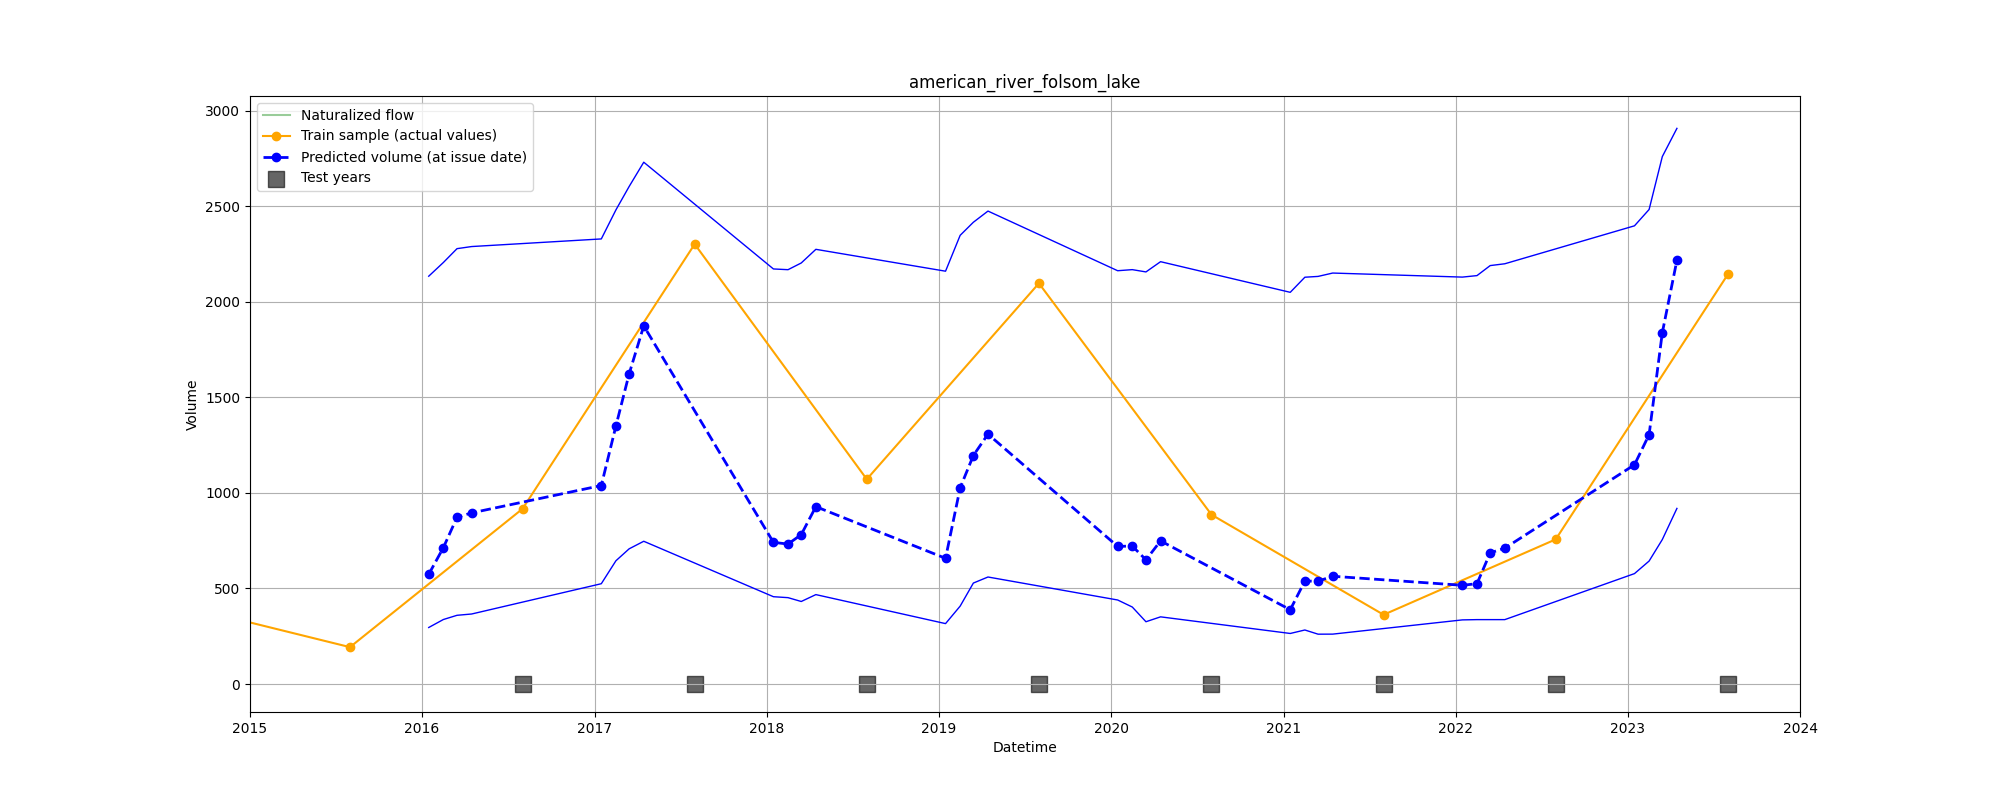 american_river_folsom_lake
Naturalized flow
Train sample (actual values)
Predicted volume (at issue date)
Test years
3000
2500
2000
1500
1000
500
0
Volume
2015 2016 2017 2018 2019 2020 2021 2022 2023 2024
Datetime